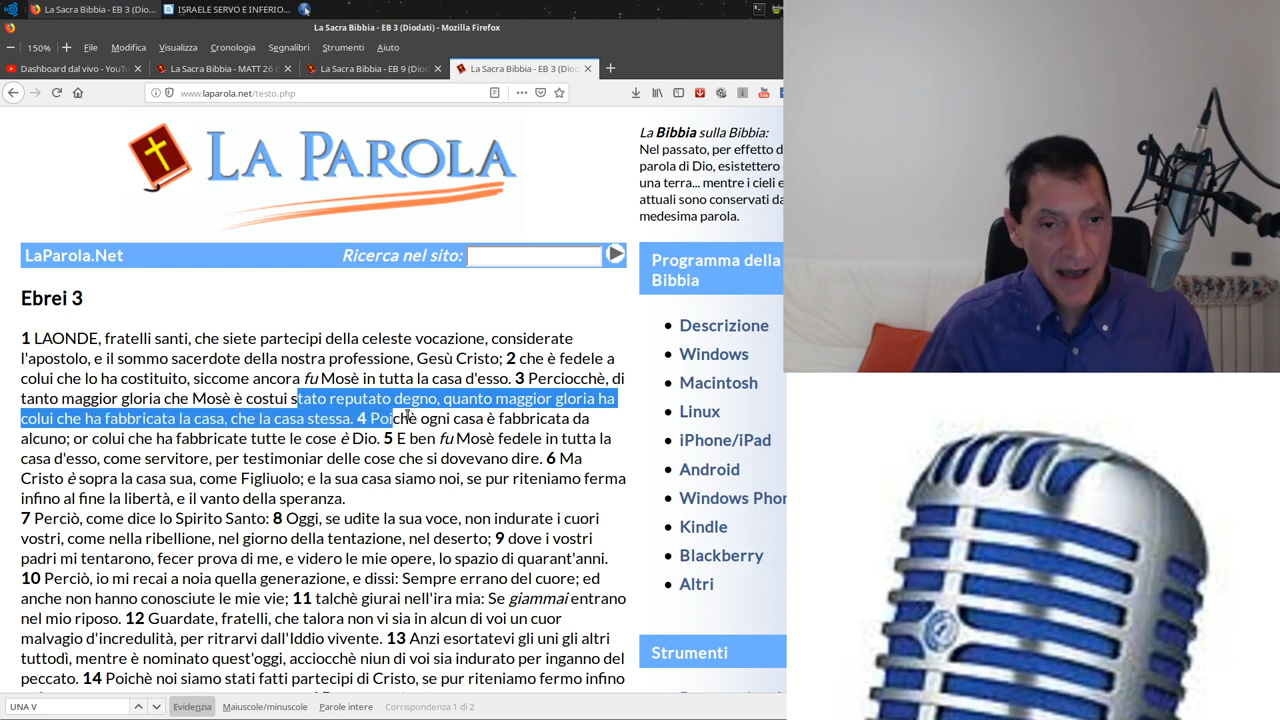 La Sacra Bibbia - EB 3 (Dio...
ISRAELE SERVO E INFERIO...
La Sacra Bibbia - EB 3 (Diodati) - Mozilla Firefox
150%
File Modifica Visualizza Cronologia Segnalibri Strumenti Aiuto
Dashboard dal vivo - YouTu
La Sacra Bibbia - MATT 26 (
La Sacra Bibbia - EB 9 (Diod
La Sacra Bibbia - EB 3 (Diod
www.laparola.net/testo.php
LA PAROLA
LaParola.Net
Ricerca nel sito:
Ebrei 3
1 LAONDE, fratelli santi, che siete partecipi della celeste vocazione, considerate
l'apostolo, e il sommo sacerdote della nostra professione, Gesù Cristo; 2 che è fedele a
colui che lo ha costituito, siccome ancora fu Mosè in tutta la casa d'esso. 3 Perciocchè, di
tanto maggior gloria che Mosè è costui stato reputato degno, quanto maggior gloria ha
colui che ha fabbricata la casa, che la casa stessa. 4 Poichè ogni casa è fabbricata da
alcuno; or colui che ha fabbricate tutte le cose è Dio. 5 E ben fu Mosè fedele in tutta la
casa d'esso, come servitore, per testimoniar delle cose che si dovevano dire. 6 Ma
Cristo è sopra la casa sua, come Figliuolo; e la sua casa siamo noi, se pur riteniamo ferma
infino al fine la libertà, e il vanto della speranza.
7 Perciò, come dice lo Spirito Santo: 8 Oggi, se udite la sua voce, non indurate i cuori
vostri, come nella ribellione, nel giorno della tentazione, nel deserto; 9 dove i vostri
padri mi tentarono, fecer prova di me, e videro le mie opere, lo spazio di quarant'anni.
10 Perciò, io mi recai a noia quella generazione, e dissi: Sempre errano del cuore; ed
anche non hanno conosciute le mie vie; 11 talchè giurai nell'ira mia: Se giammai entrano
nel mio riposo. 12 Guardate, fratelli, che talora non vi sia in alcun di voi un cuor
malvagio d'incredulità, per ritrarvi dall'Iddio vivente. 13 Anzi esortatevi gli uni gli altri
tuttodì, mentre è nominato quest'oggi, acciocchè niun di voi sia indurato per inganno del
peccato. 14 Poichè noi siamo stati fatti partecipi di Cristo, se pur riteniamo fermo infino
La Bibbia sulla Bibbia:
Nel passato, per effetto d
parola di Dio, esistettero
una terra... mentre i cieli e
attuali sono conservati da
medesima parola.
Programma della
Bibbia
Descrizione
Windows
Macintosh
Linux
iPhone/iPad
Android
Windows Phon
Kindle
Blackberry
Altri
Strumenti
UNA V
Evidenzia Maiuscole/minuscole Parole intere Corrispondenza 1 di 2